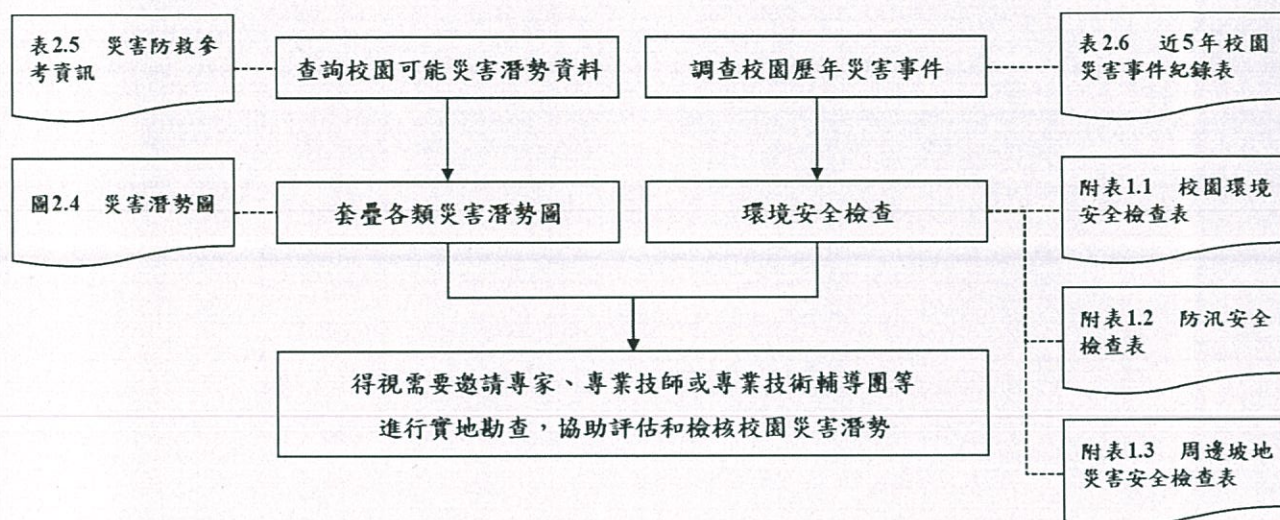 表2.5 災害防救參
考資訊
查詢校園可能災害潛勢資料
調查校園歷年災害事件
表2.6 近5年校園
災害事件紀錄表
圖2.4 災害潛勢圖
套疊各類災害潛勢圖
環境安全檢查
附表1.1 校園環境
安全檢查表
附表1.2 防汛安全
檢查表
附表1.3 周邊坡地
災害安全檢查表
得視需要邀請專家、專業技師或專業技術輔導團等
進行實地勘查，協助評估和檢核校園災害潛勢